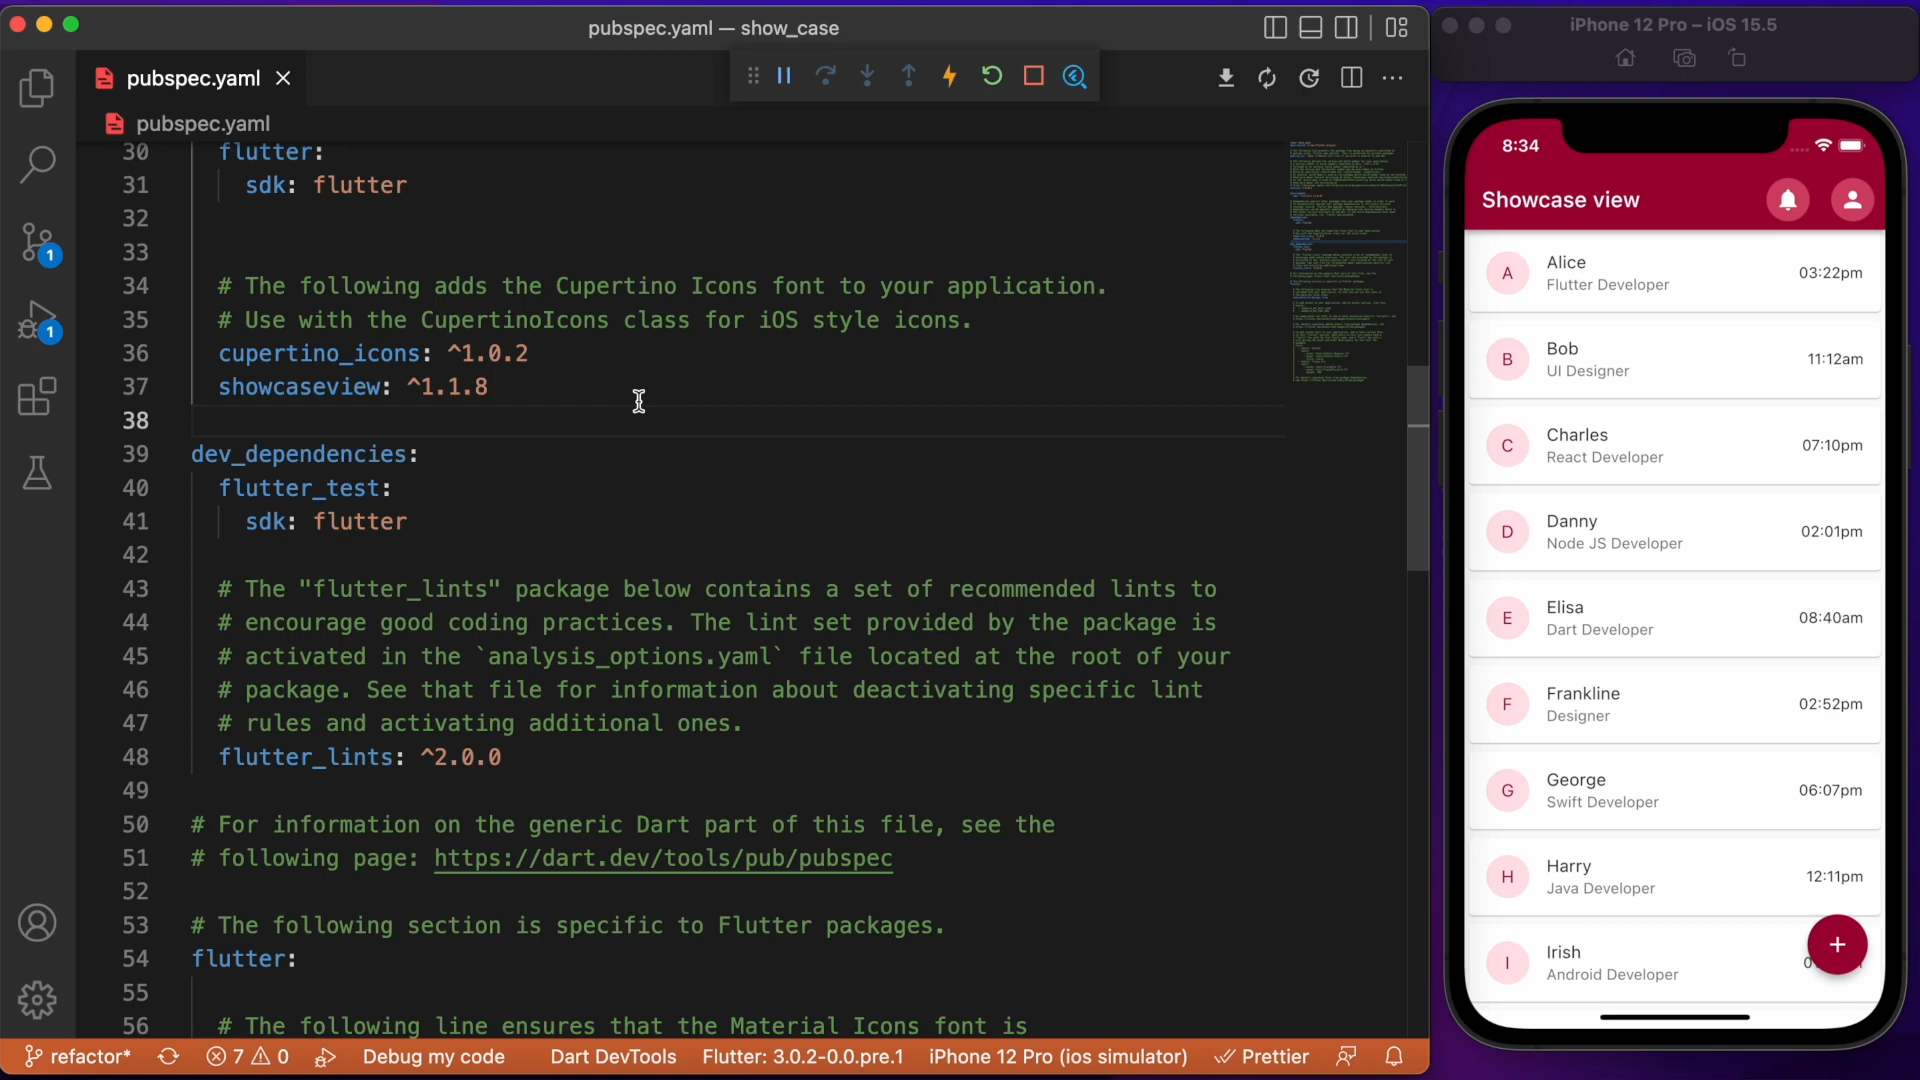 pubspec.yaml — show_case
pubspec.yaml
pubspec.yaml
30 flutter:
31 sdk: flutter
32
33
34 # The following adds the Cupertino Icons font to your application.
35 # Use with the CupertinoIcons class for iOS style icons.
36 cupertino_icons: ^1.0.2
37 showcaseview: ^1.1.8
38
39 dev_dependencies:
40 flutter_test:
41 sdk: flutter
42
43 # The "flutter_lints" package below contains a set of recommended lints to
44 # encourage good coding practices. The lint set provided by the package is
45 # activated in the `analysis_options.yaml` file located at the root of your
46 # package. See that file for information about deactivating specific lint
47 # rules and activating additional ones.
48 flutter_lints: ^2.0.0
49
50 # For information on the generic Dart part of this file, see the
51 # following page: https://dart.dev/tools/pub/pubspec
52
53 # The following section is specific to Flutter packages.
54 flutter:
55
56 # The following line ensures that the Material Icons font is
1
1
refactor* 7 0 Debug my code Dart DevTools Flutter: 3.0.2-0.0.pre.1 iPhone 12 Pro (ios simulator) Prettier
iPhone 12 Pro – iOS 15.5
8:34
Showcase view
A Alice 03:22pm
Flutter Developer
B Bob 11:12am
UI Designer
C Charles 07:10pm
React Developer
D Danny 02:01pm
Node JS Developer
E Elisa 08:40am
Dart Developer
F Frankline 02:52pm
Designer
G George 06:07pm
Swift Developer
H Harry 12:11pm
Java Developer
I Irish
Android Developer
+